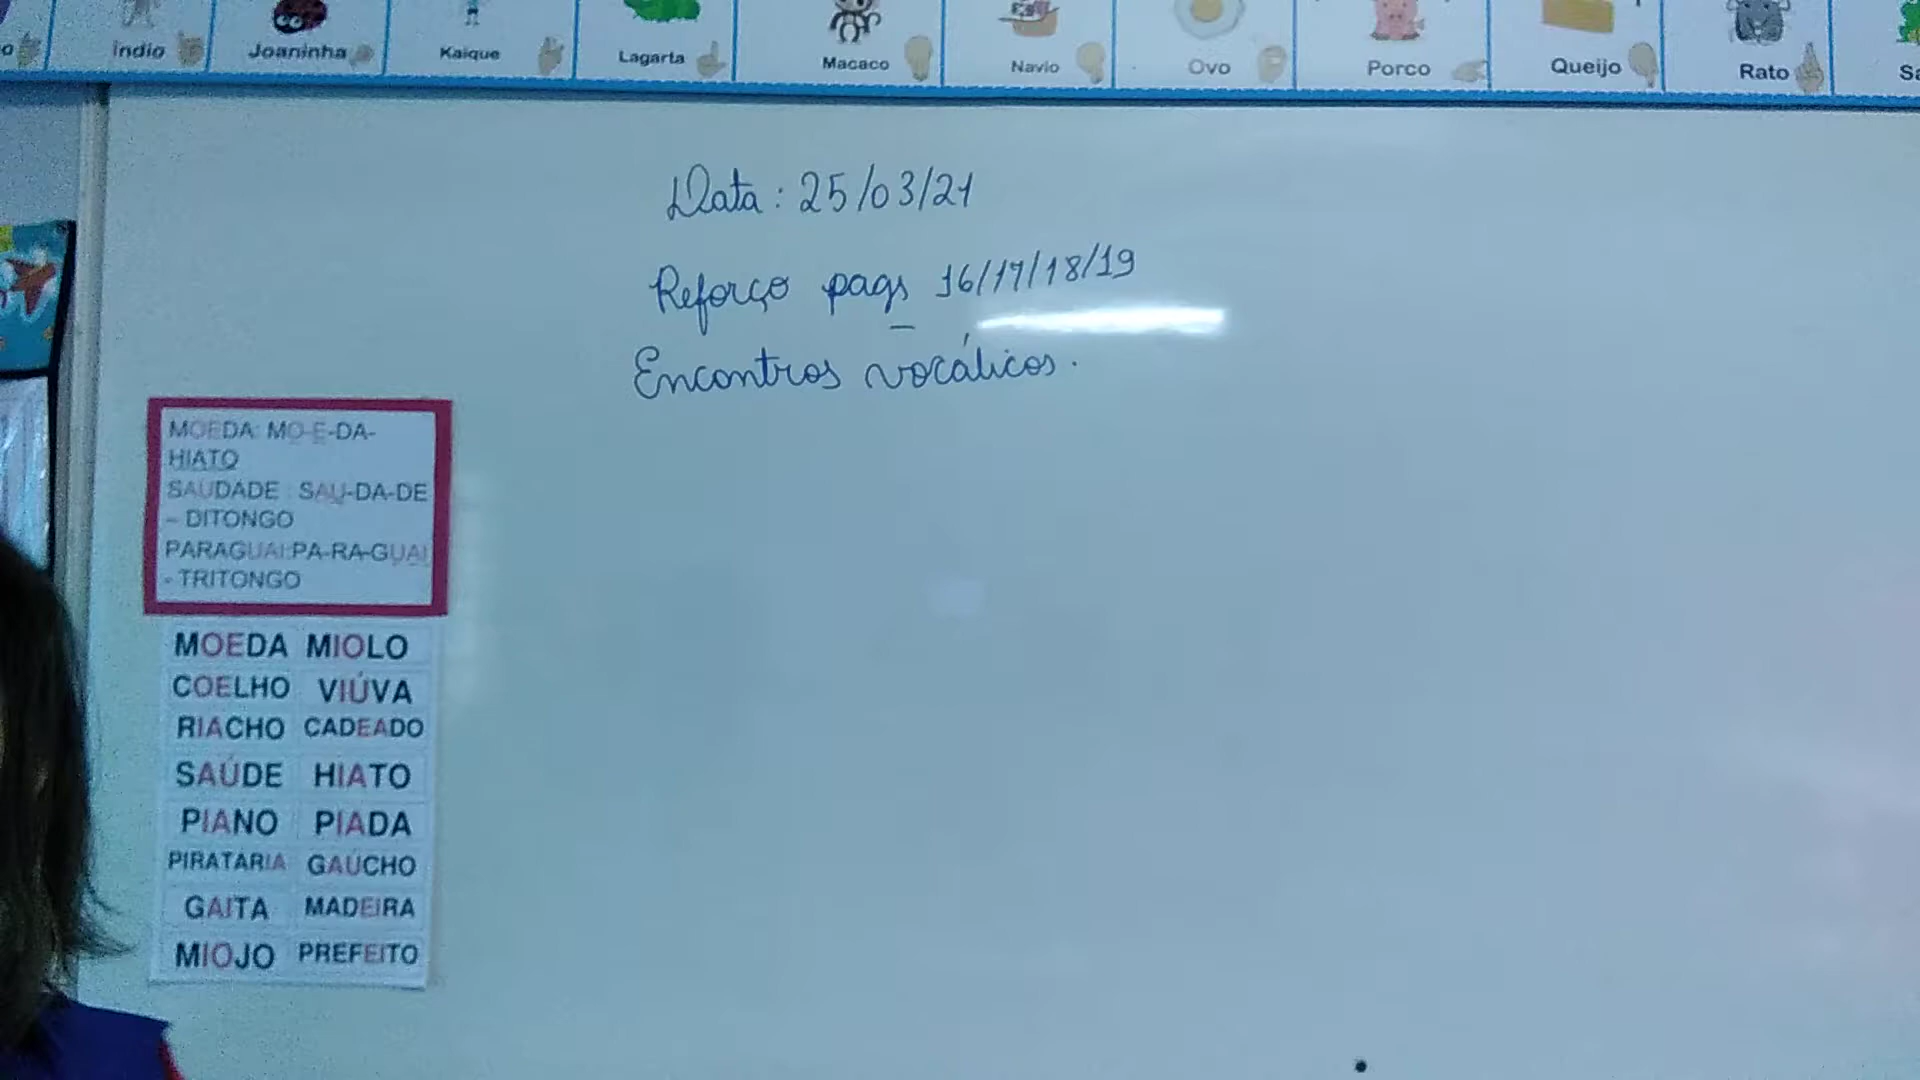 Índio Joaninha Kaique Lagarta Macaco Navio Ovo Porco Queijo Rato
Data: 25/03/21
Reforço pags 16/17/18/19
Encontros vocálicos.
MOEDA: MO-E-DA-
HIATO
SAUDADE : SAU-DA-DE
- DITONGO
PARAGUAI:PA-RA-GUAI
- TRITONGO
MOEDA MIOLO
COELHO VIÚVA
RIACHO CADEADO
SAÚDE HIATO
PIANO PIADA
PIRATARIA GAÚCHO
GAITA MADEIRA
MIOJO PREFEITO